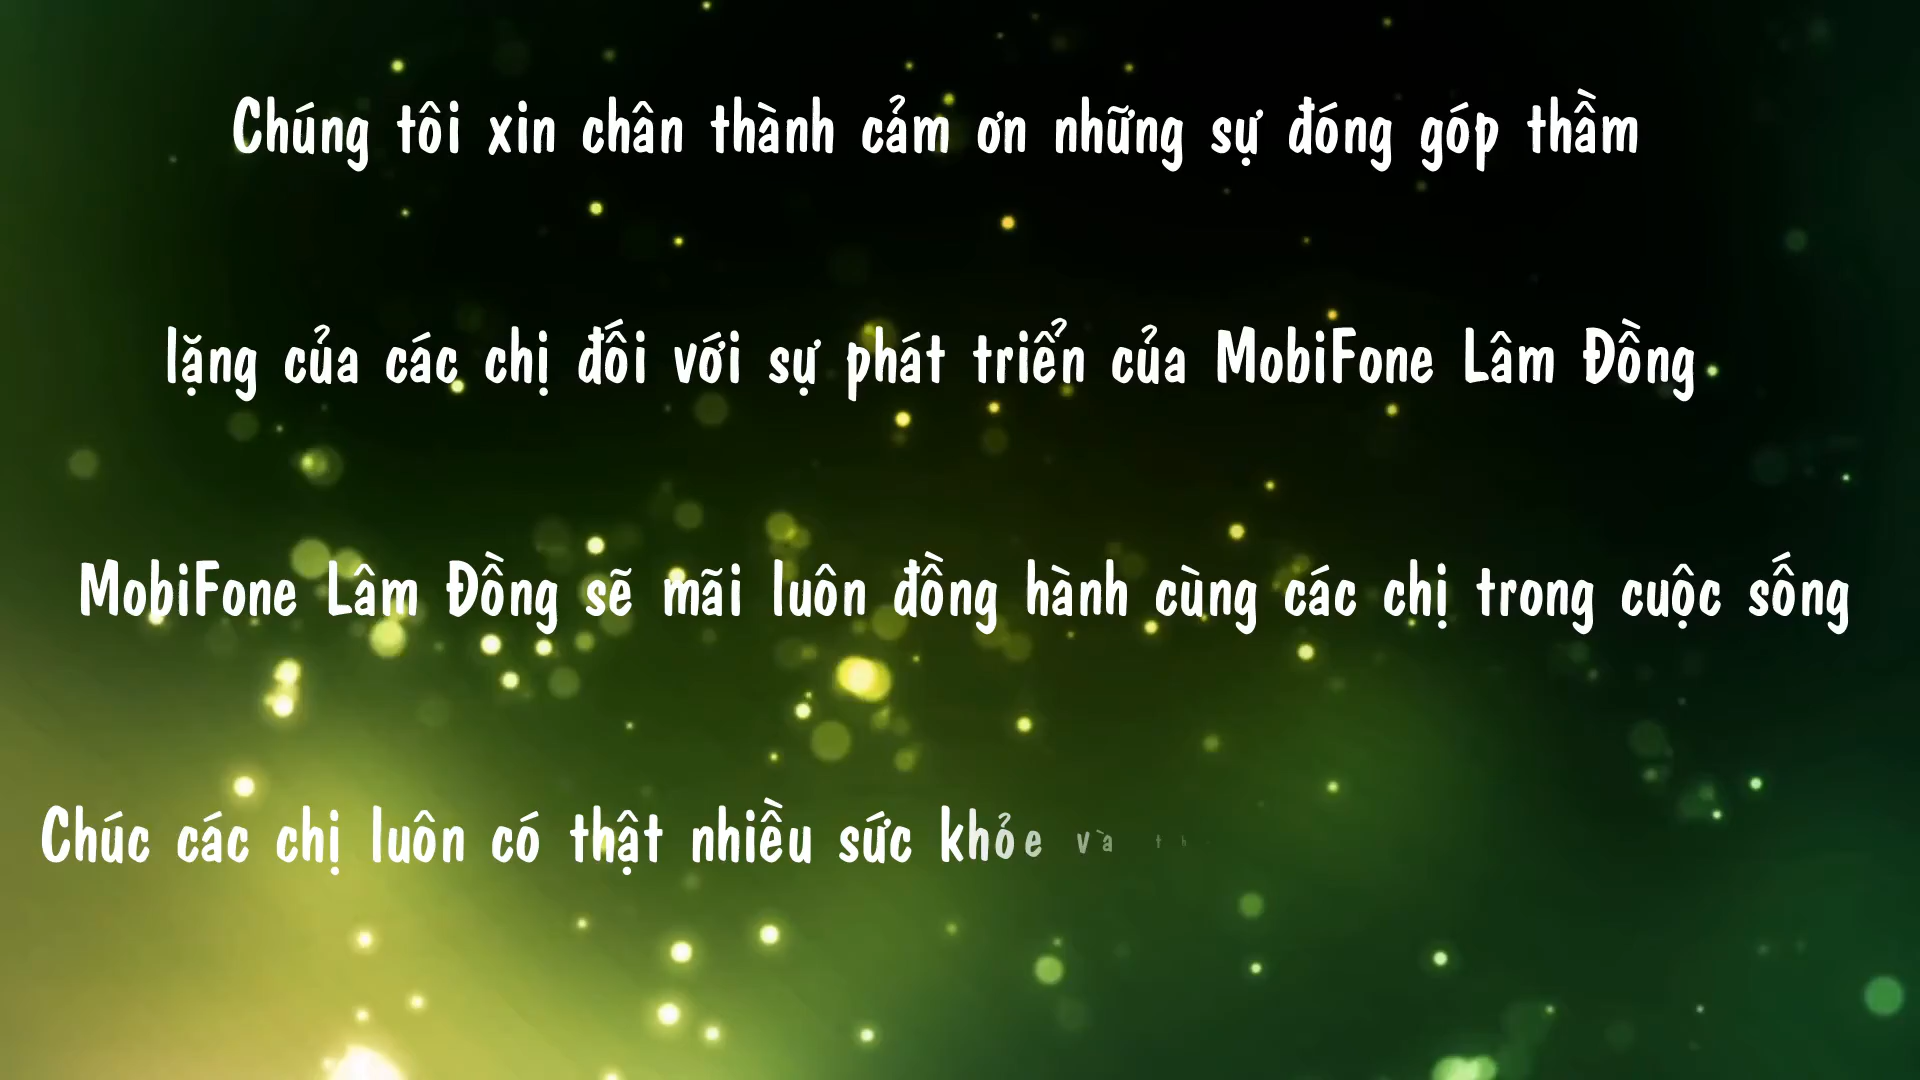 Chúng tôi xin chân thành cảm ơn những sự đóng góp thầm
lặng của các chị đối với sự phát triển của MobiFone Lâm Đồng
MobiFone Lâm Đồng sẽ mãi luôn đồng hành cùng các chị trong cuộc sống
Chúc các chị luôn có thật nhiều sức khỏe và